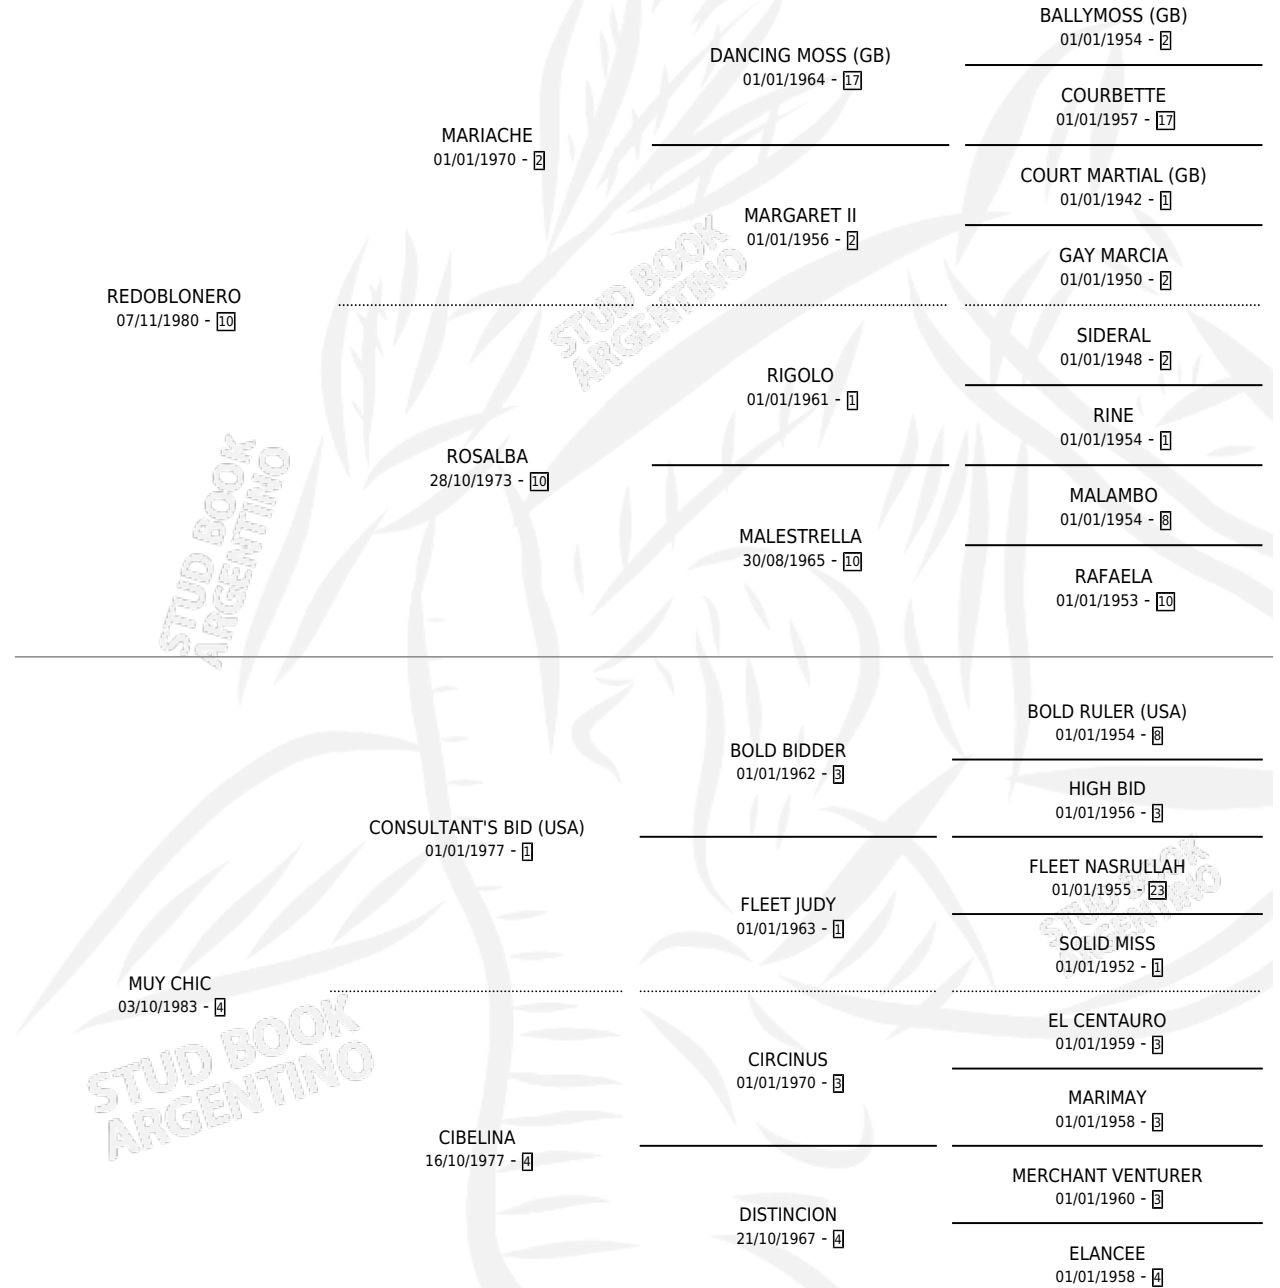 BALLYMOSS (GB)
01/01/1954 - 2
DANCING MOSS (GB)
01/01/1964 - 17
COURBETTE
01/01/1957 - 17
MARIACHE
01/01/1970 - 2
COURT MARTIAL (GB)
01/01/1942 - 1
MARGARET II
01/01/1956 - 2
GAY MARCIA
01/01/1950 - 2
REDOBLONERO
07/11/1980 - 10
STUD BOOK
ARGENTINO
SIDERAL
01/01/1948 - 2
RIGOLO
01/01/1961 - 1
RINE
01/01/1954 - 1
ROSALBA
28/10/1973 - 10
MALAMBO
01/01/1954 - 8
MALESTRELLA
30/08/1965 - 10
RAFAELA
01/01/1953 - 10
STUD BOOK
ARGENTINO
BOLD RULER (USA)
01/01/1954 - 8
BOLD BIDDER
01/01/1962 - 3
HIGH BID
01/01/1956 - 3
CONSULTANT'S BID (USA)
01/01/1977 - 1
FLEET NASRULLAH
01/01/1955 - 23
FLEET JUDY
01/01/1963 - 1
STUD BOOK
ARGENTINO
SOLID MISS
01/01/1952 - 1
MUY CHIC
03/10/1983 - 4
STUD BOOK
ARGENTINO
EL CENTAURO
01/01/1959 - 3
CIRCINUS
01/01/1970 - 3
MARIMAY
01/01/1958 - 3
CIBELINA
16/10/1977 - 4
MERCHANT VENTURER
01/01/1960 - 3
DISTINCION
21/10/1967 - 4
ELANCEE
01/01/1958 - 4